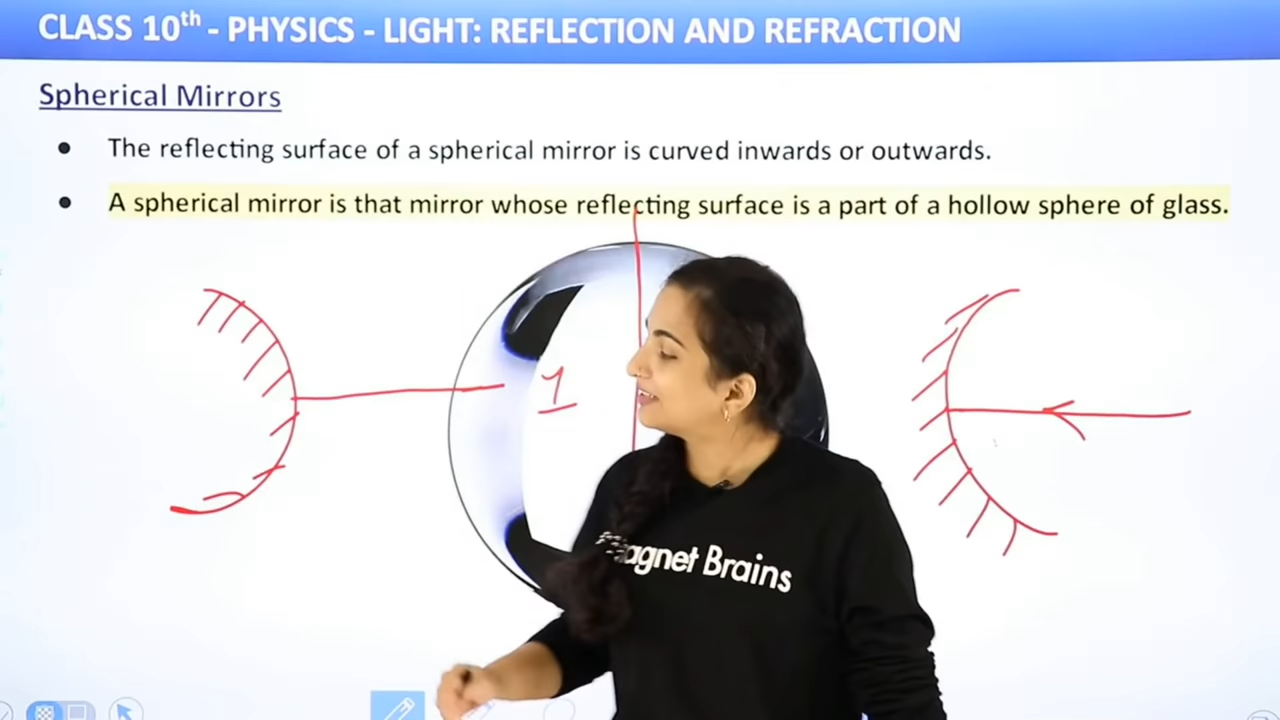 CLASS 10th - PHYSICS - LIGHT: REFLECTION AND REFRACTION
Spherical Mirrors
• The reflecting surface of a spherical mirror is curved inwards or outwards.
• A spherical mirror is that mirror whose reflecting surface is a part of a hollow sphere of glass.
1
agnet Brains